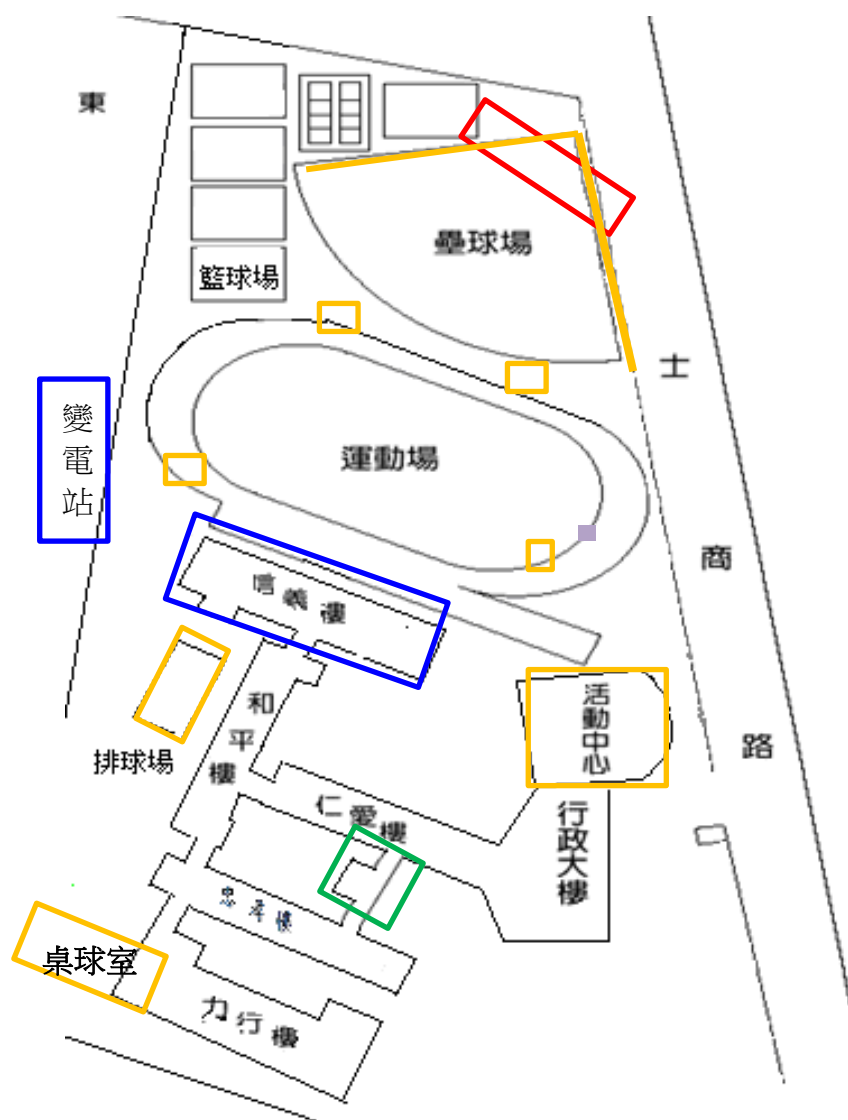 東
壘球場
籃球場
士
變電站
運動場
商
信義樓
活動中心
和平樓
路
排球場
仁愛樓
行政大樓
忠孝樓
桌球室
力行樓